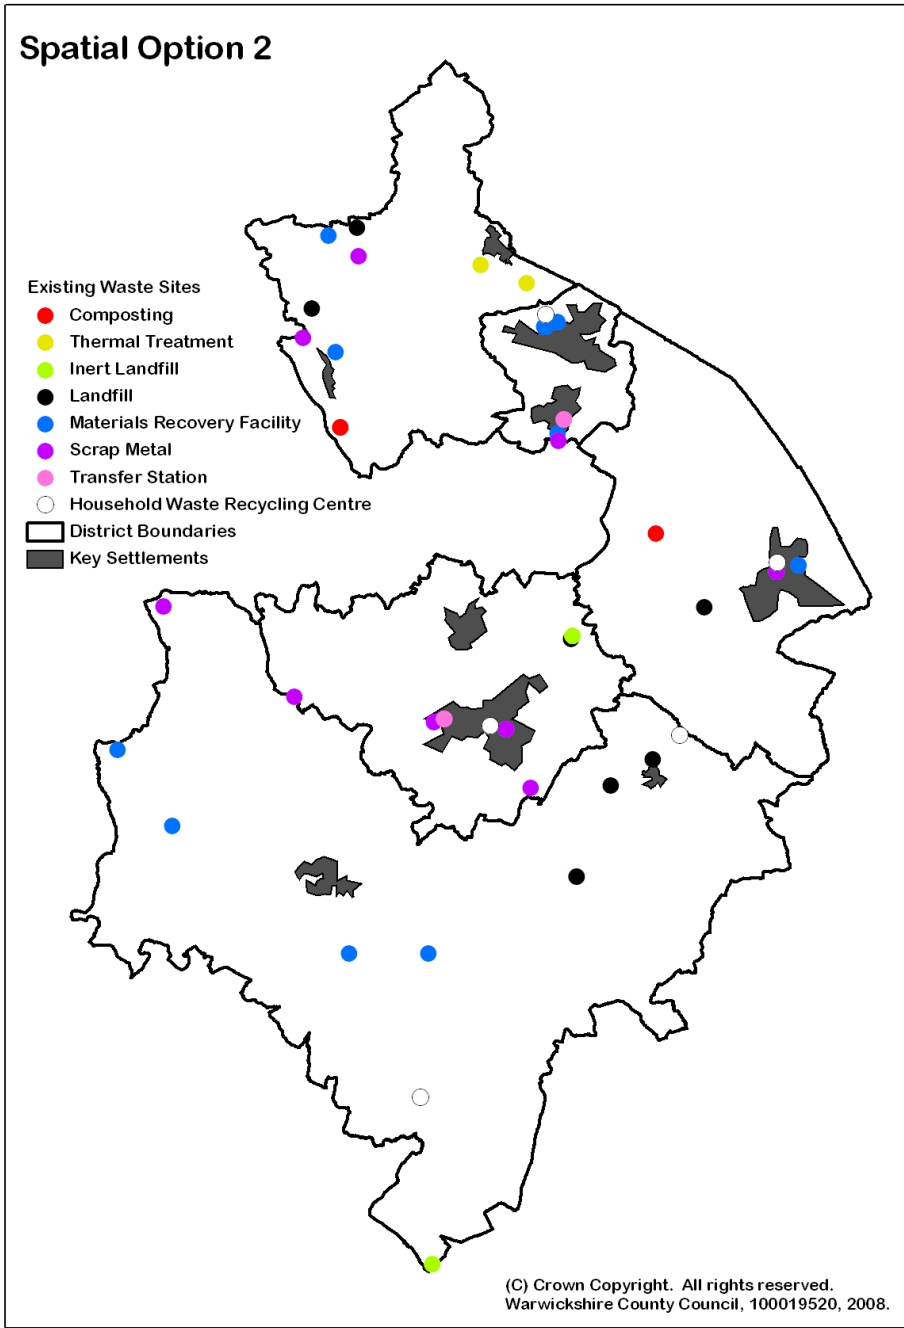 Spatial Option 2
Existing Waste Sites
Composting
Thermal Treatment
Inert Landfill
Landfill
Materials Recovery Facility
Scrap Metal
Transfer Station
Household Waste Recycling Centre
District Boundaries
Key Settlements
(C) Crown Copyright. All rights reserved.
Warwickshire County Council, 100019520, 2008.